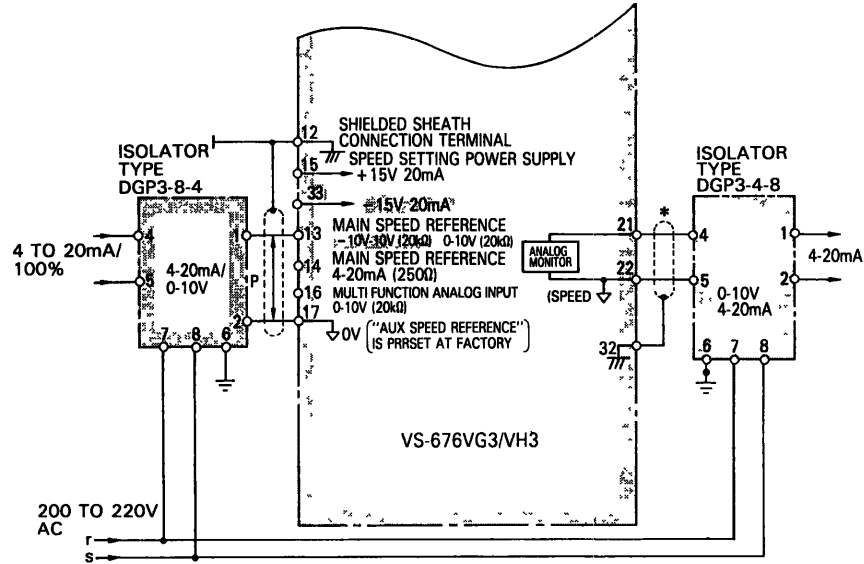 12
SHIELDED SHEATH
CONNECTION TERMINAL
15
SPEED SETTING POWER SUPPLY
+15V 20mA
33
-15V 20mA
ISOLATOR
TYPE
DGP3-8-4
4 TO 20mA/
100%
4
5
4-20mA/
0-10V
1
2
7
8
6
P
13
MAIN SPEED REFERENCE
-10V-10V (20kΩ) 0-10V (20kΩ)
14
MAIN SPEED REFERENCE
4-20mA (250Ω)
16
MULTI FUNCTION ANALOG INPUT
0-10V (20kΩ)
17
0V
"AUX SPEED REFERENCE"
IS PRRSET AT FACTORY
ANALOG
MONITOR
(SPEED
21
22
32
*
ISOLATOR
TYPE
DGP3-4-8
4
5
1
2
4-20mA
0-10V
4-20mA
6
7
8
VS-676VG3/VH3
200 TO 220V
AC
r
s